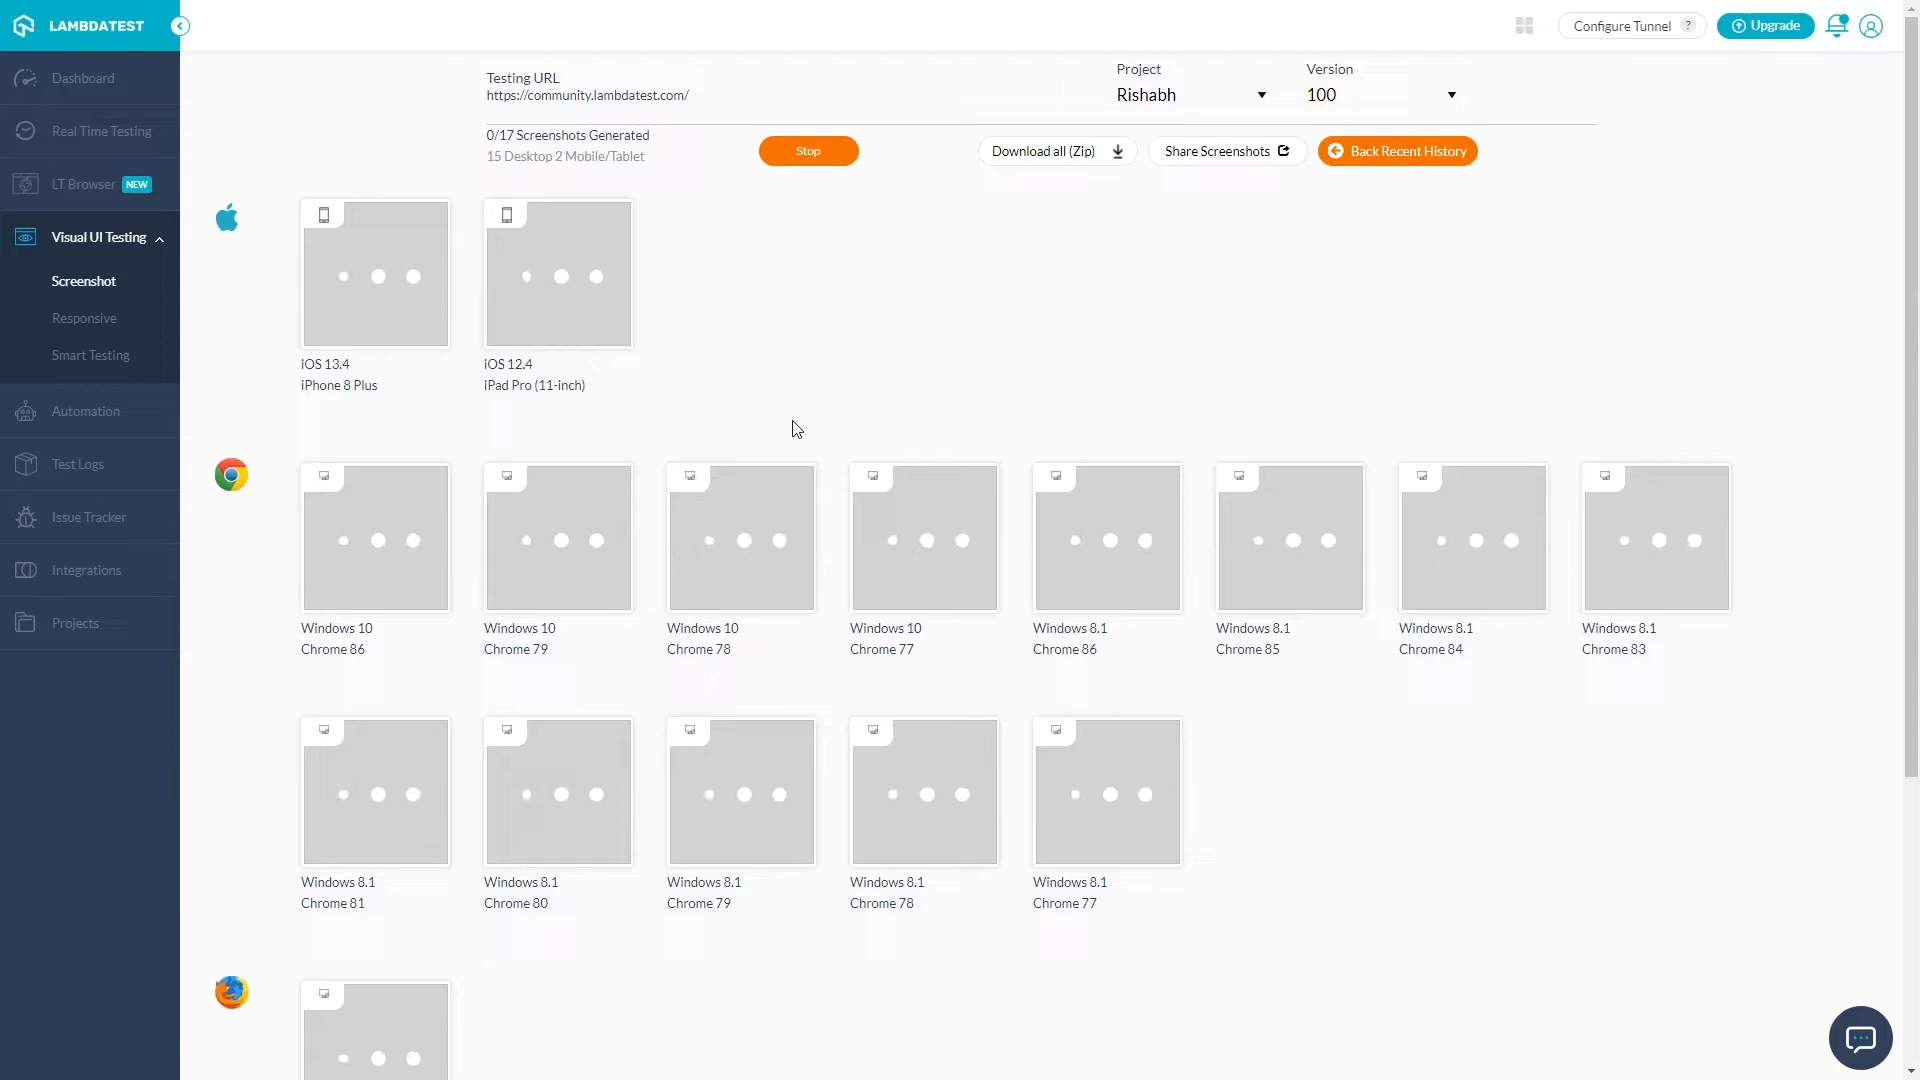 LAMBDATEST
Configure Tunnel ?
Upgrade
Dashboard
Real Time Testing
LT Browser NEW
Visual UI Testing
Screenshot
Responsive
Smart Testing
Automation
Test Logs
Issue Tracker
Integrations
Projects
Testing URL
https://community.lambdatest.com/
Project
Rishabh
Version
100
0/17 Screenshots Generated
15 Desktop 2 Mobile/Tablet
Stop
Download all (Zip)
Share Screenshots
Back Recent History
iOS 13.4
iPhone 8 Plus
iOS 12.4
iPad Pro (11-inch)
Windows 10
Chrome 86
Windows 10
Chrome 79
Windows 10
Chrome 78
Windows 10
Chrome 77
Windows 8.1
Chrome 86
Windows 8.1
Chrome 85
Windows 8.1
Chrome 84
Windows 8.1
Chrome 83
Windows 8.1
Chrome 81
Windows 8.1
Chrome 80
Windows 8.1
Chrome 79
Windows 8.1
Chrome 78
Windows 8.1
Chrome 77